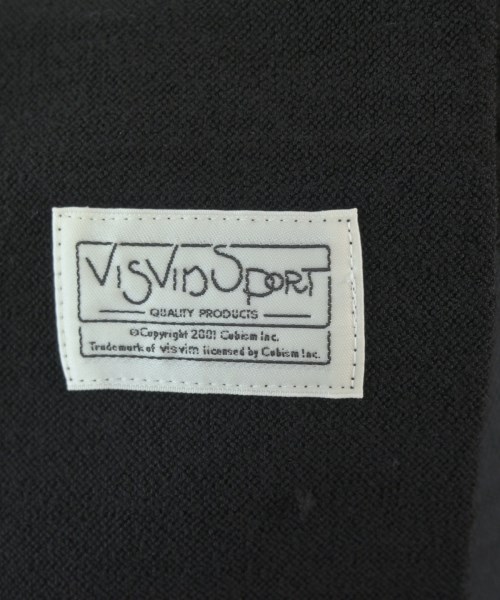 VISVIM SPORT
QUALITY PRODUCTS
©Copyright 2001 Cubism Inc.
Trademark of visvim licensed by Cubism Inc.